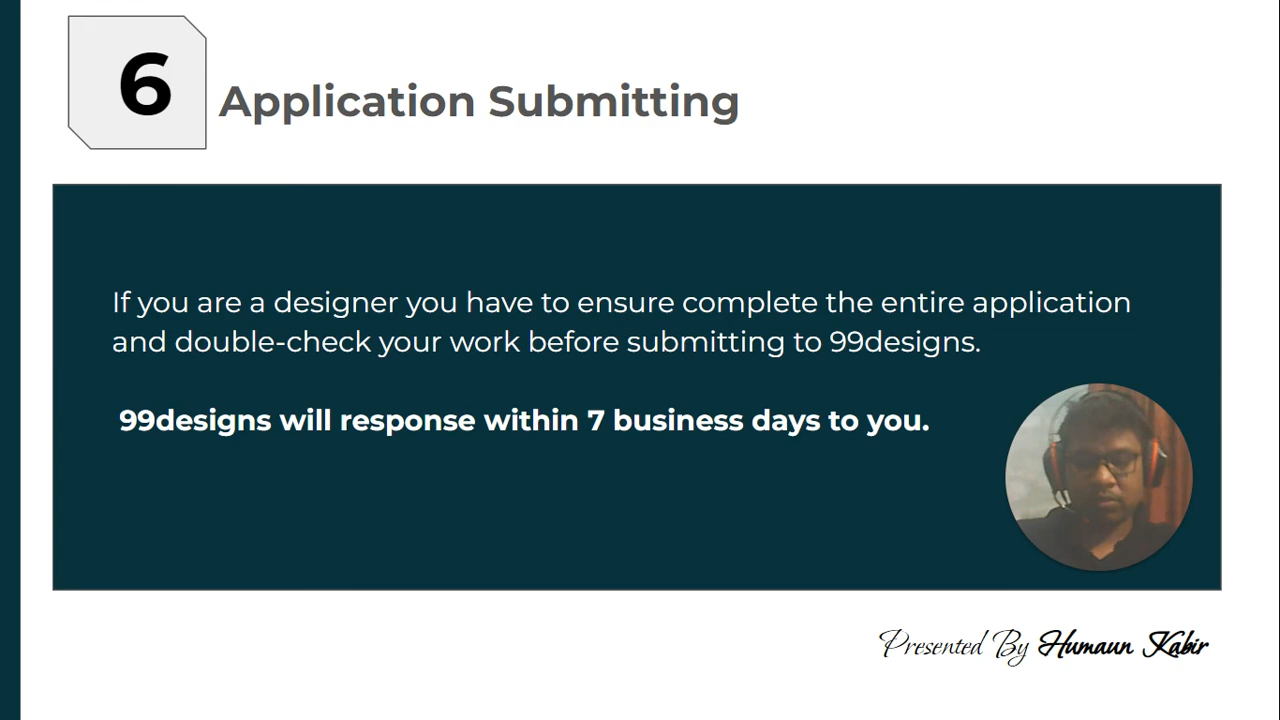 6
Application Submitting
If you are a designer you have to ensure complete the entire application
and double-check your work before submitting to 99designs.
99designs will response within 7 business days to you.
Presented By Humaun Kabir